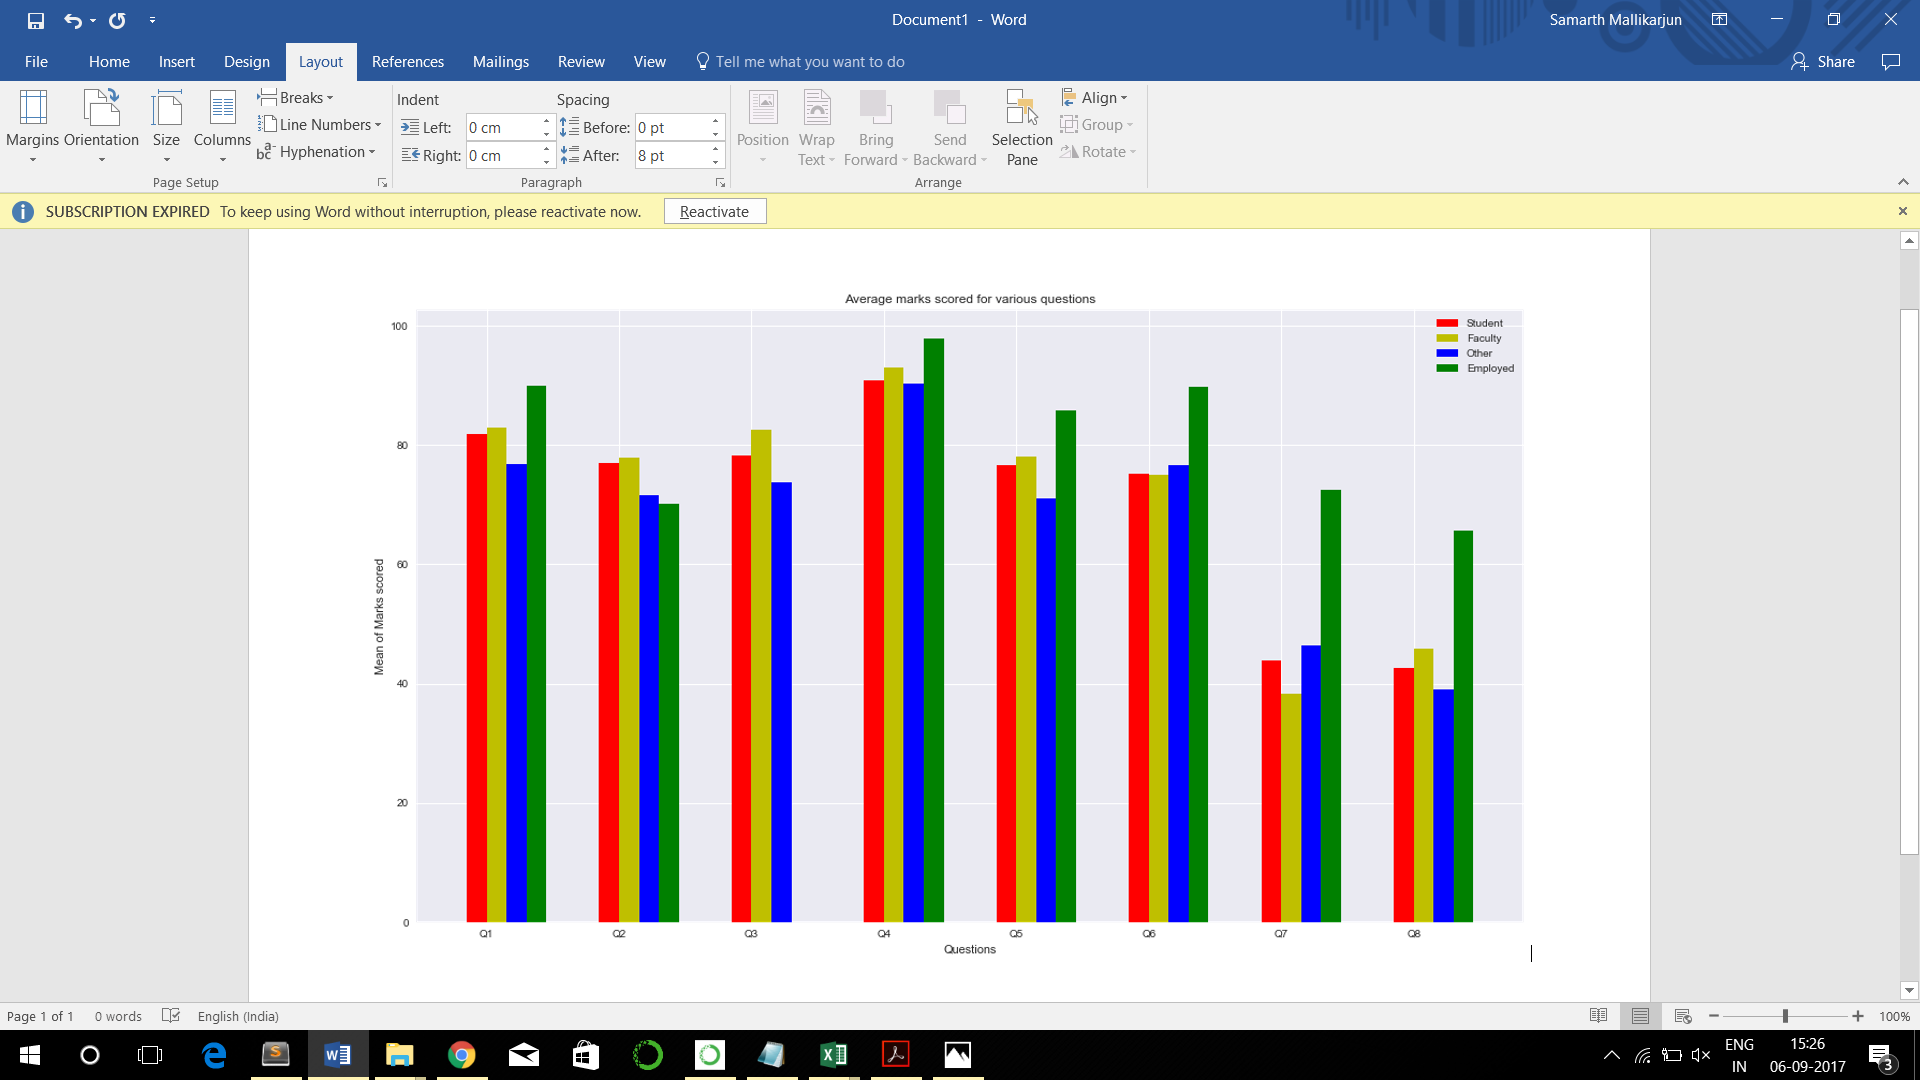 Document1 - Word
Samarth Mallikarjun
File Home Insert Design Layout References Mailings Review View Tell me what you want to do
Share
Margins Orientation Size Columns
Breaks
Line Numbers
Hyphenation
Page Setup
Indent
Left: 0 cm
Right: 0 cm
Spacing
Before: 0 pt
After: 8 pt
Paragraph
Position
Wrap Text
Bring Forward
Send Backward
Selection Pane
Align
Group
Rotate
Arrange
SUBSCRIPTION EXPIRED To keep using Word without interruption, please reactivate now. Reactivate
Average marks scored for various questions
Student
Faculty
Other
Employed
Mean of Marks scored
100
80
60
40
20
0
Q1 Q2 Q3 Q4 Q5 Q6 Q7 Q8
Questions
Page 1 of 1 0 words English (India)
100%
ENG
IN
15:26
06-09-2017
3